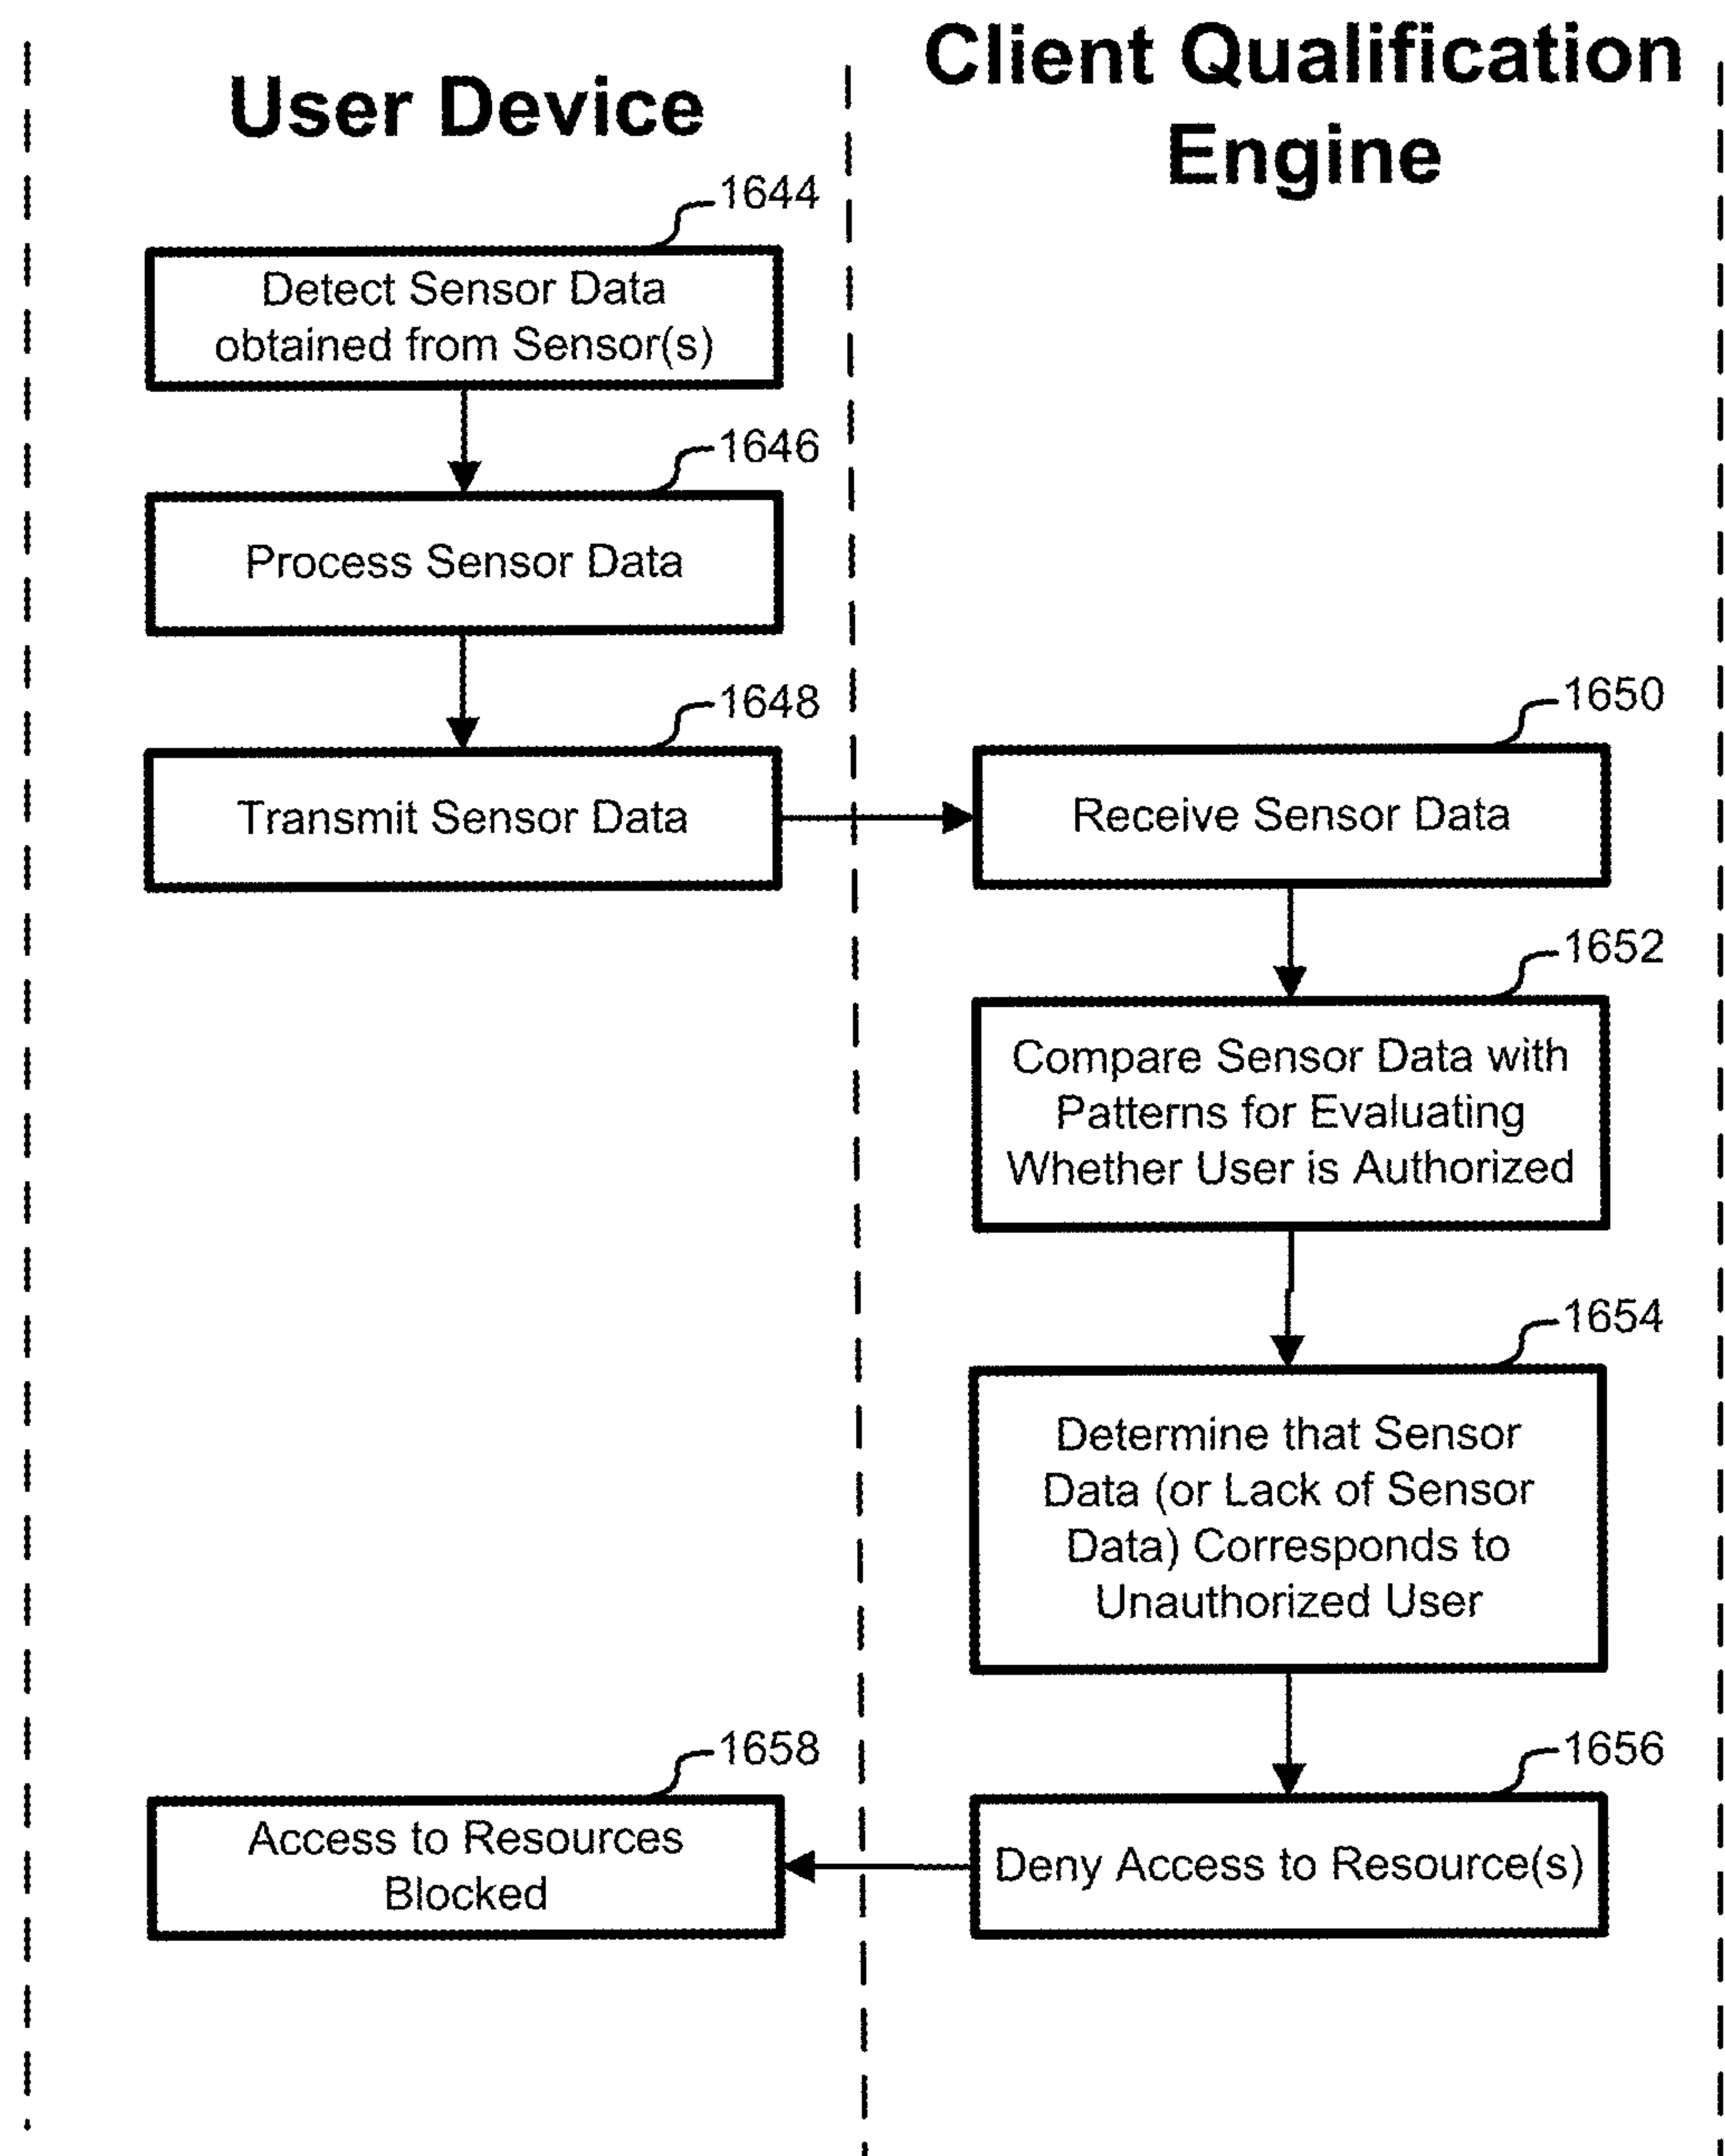 User Device
Client Qualification
Engine
1644
Detect Sensor Data
obtained from Sensor(s)
1646
Process Sensor Data
1648
Transmit Sensor Data
1650
Receive Sensor Data
1652
Compare Sensor Data with
Patterns for Evaluating
Whether User is Authorized
1654
Determine that Sensor
Data (or Lack of Sensor
Data) Corresponds to
Unauthorized User
1656
Deny Access to Resource(s)
1658
Access to Resources
Blocked